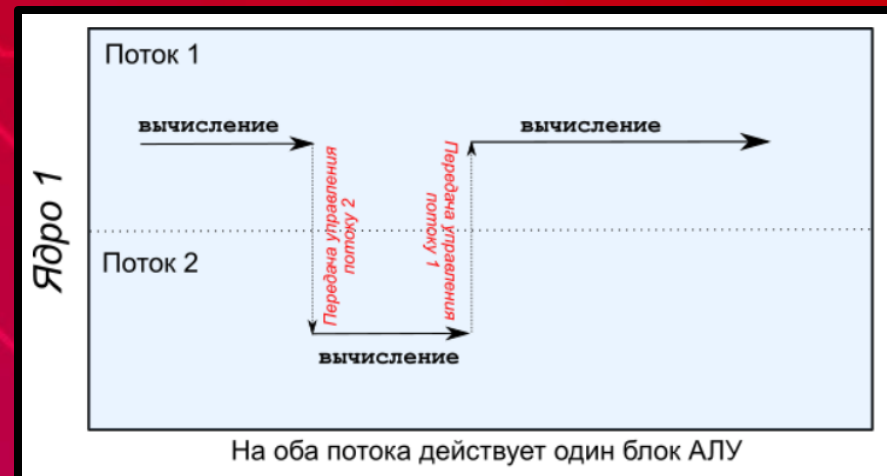 Поток 1
вычисление
вычисление
Передача управления
потоку 2
Передача управления
потоку 1
Ядро 1
Поток 2
вычисление
На оба потока действует один блок АЛУ